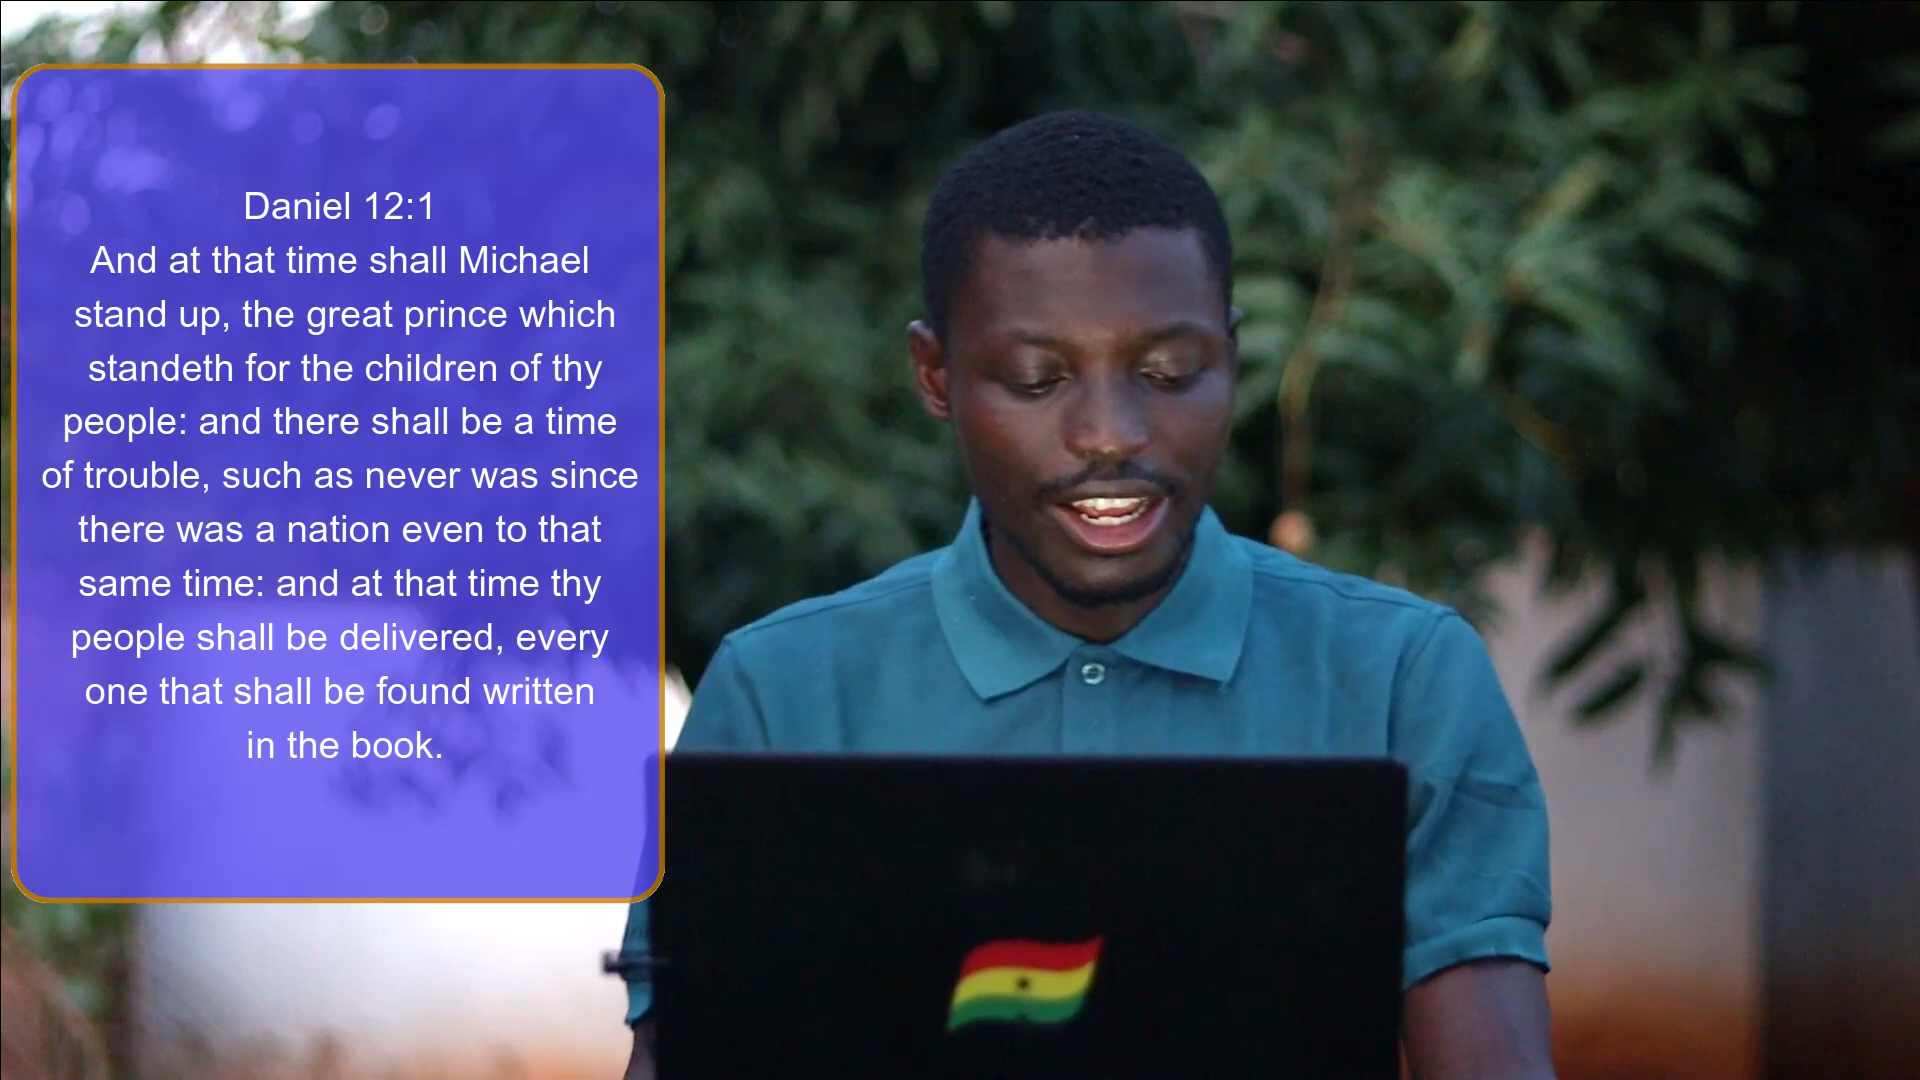 Daniel 12:1
And at that time shall Michael
stand up, the great prince which
standeth for the children of thy
people: and there shall be a time
of trouble, such as never was since
there was a nation even to that
same time: and at that time thy
people shall be delivered, every
one that shall be found written
in the book.